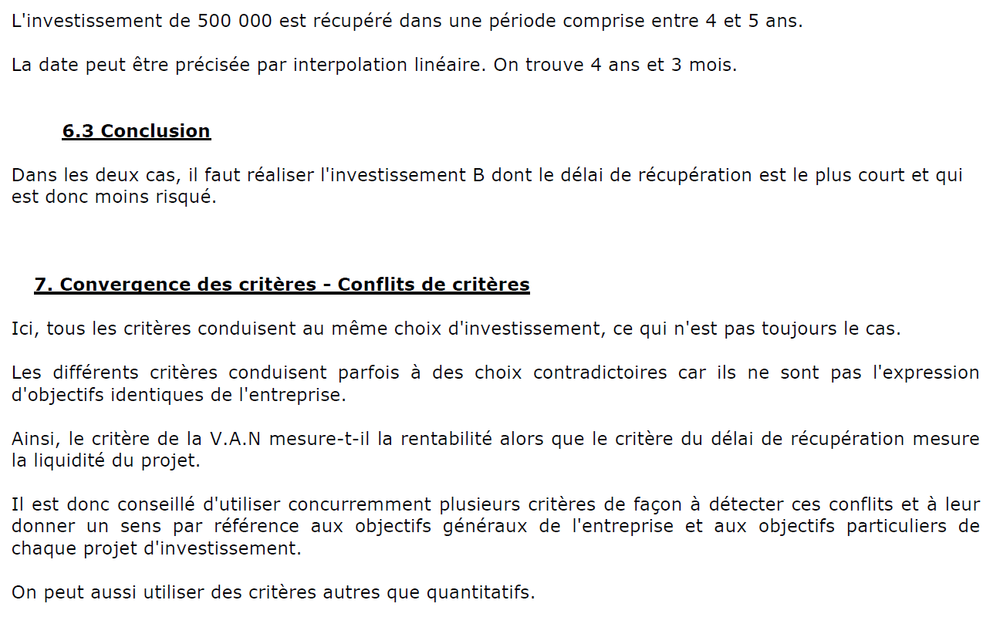 L'investissement de 500 000 est récupéré dans une période comprise entre 4 et 5 ans.
La date peut être précisée par interpolation linéaire. On trouve 4 ans et 3 mois.
6.3 Conclusion
Dans les deux cas, il faut réaliser l'investissement B dont le délai de récupération est le plus court et qui
est donc moins risqué.
7. Convergence des critères - Conflits de critères
Ici, tous les critères conduisent au même choix d'investissement, ce qui n'est pas toujours le cas.
Les différents critères conduisent parfois à des choix contradictoires car ils ne sont pas l'expression
d'objectifs identiques de l'entreprise.
Ainsi, le critère de la V.A.N mesure-t-il la rentabilité alors que le critère du délai de récupération mesure
la liquidité du projet.
Il est donc conseillé d'utiliser concurremment plusieurs critères de façon à détecter ces conflits et à leur
donner un sens par référence aux objectifs généraux de l'entreprise et aux objectifs particuliers de
chaque projet d'investissement.
On peut aussi utiliser des critères autres que quantitatifs.